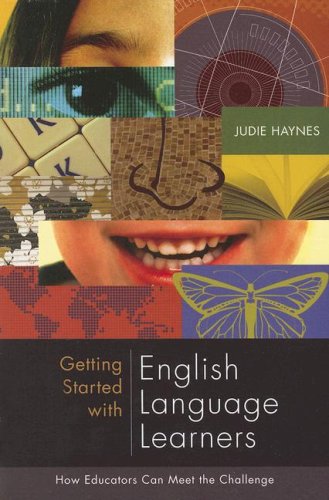 JUDIE HAYNES
K
K
Getting
Started
with
English
Language
Learners
How Educators Can Meet the Challenge